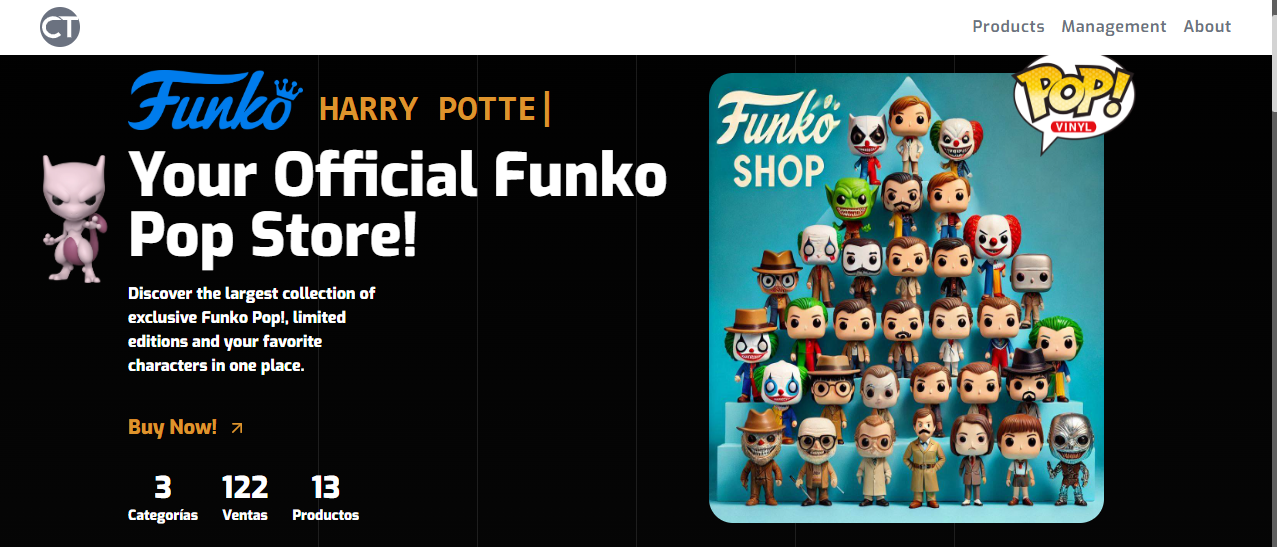 CT
Products Management About
Funko HARRY POTTE
Your Official Funko
Pop Store!
Discover the largest collection of
exclusive Funko Pop!, limited
editions and your favorite
characters in one place.
Buy Now!
3 122 13
Categorías Ventas Productos
Funko
SHOP
POP!
VINYL